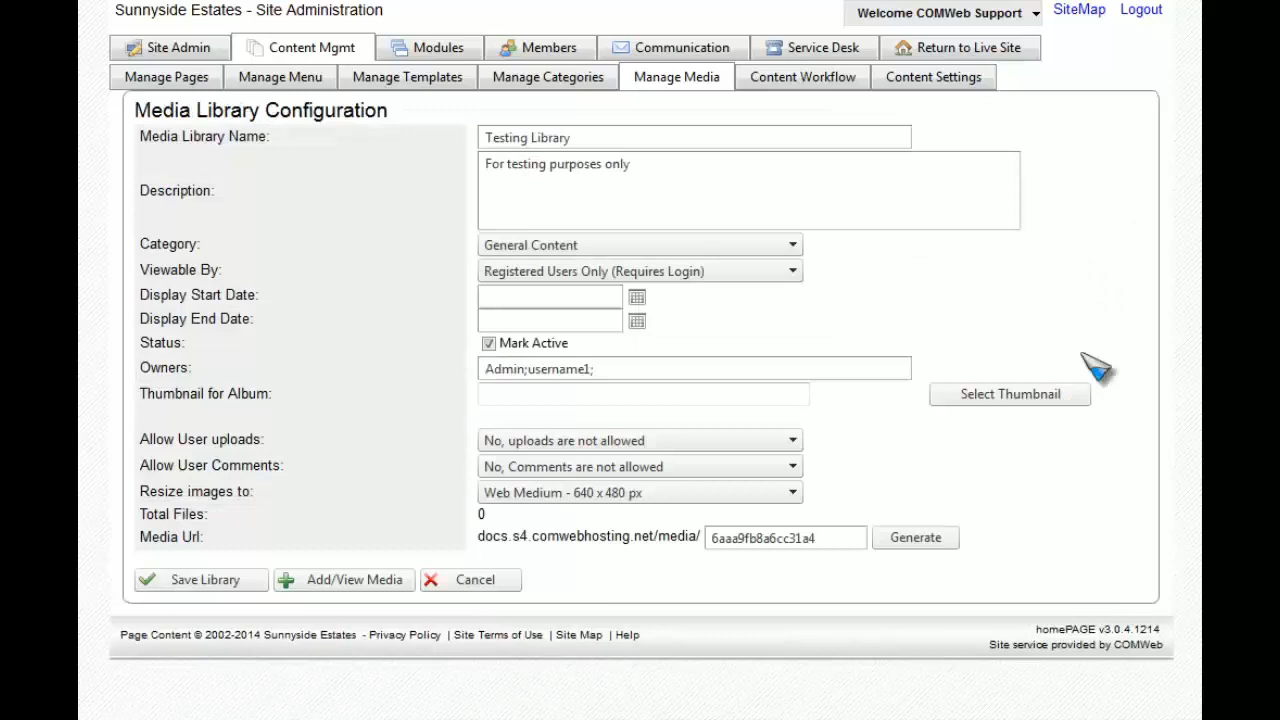 Sunnyside Estates - Site Administration
Welcome COMWeb Support SiteMap Logout
Site Admin Content Mgmt Modules Members Communication Service Desk Return to Live Site
Manage Pages Manage Menu Manage Templates Manage Categories Manage Media Content Workflow Content Settings
Media Library Configuration
Media Library Name: Testing Library
Description: For testing purposes only
Category: General Content
Viewable By: Registered Users Only (Requires Login)
Display Start Date:
Display End Date:
Status: Mark Active
Owners: Admin;username1;
Thumbnail for Album: Select Thumbnail
Allow User uploads: No, uploads are not allowed
Allow User Comments: No, Comments are not allowed
Resize images to: Web Medium - 640 x 480 px
Total Files: 0
Media Url: docs.s4.comwebhosting.net/media/ 6aaa9fb8a6cc31a4 Generate
Save Library Add/View Media Cancel
Page Content © 2002-2014 Sunnyside Estates - Privacy Policy | Site Terms of Use | Site Map | Help
homePAGE v3.0.4.1214
Site service provided by COMWeb